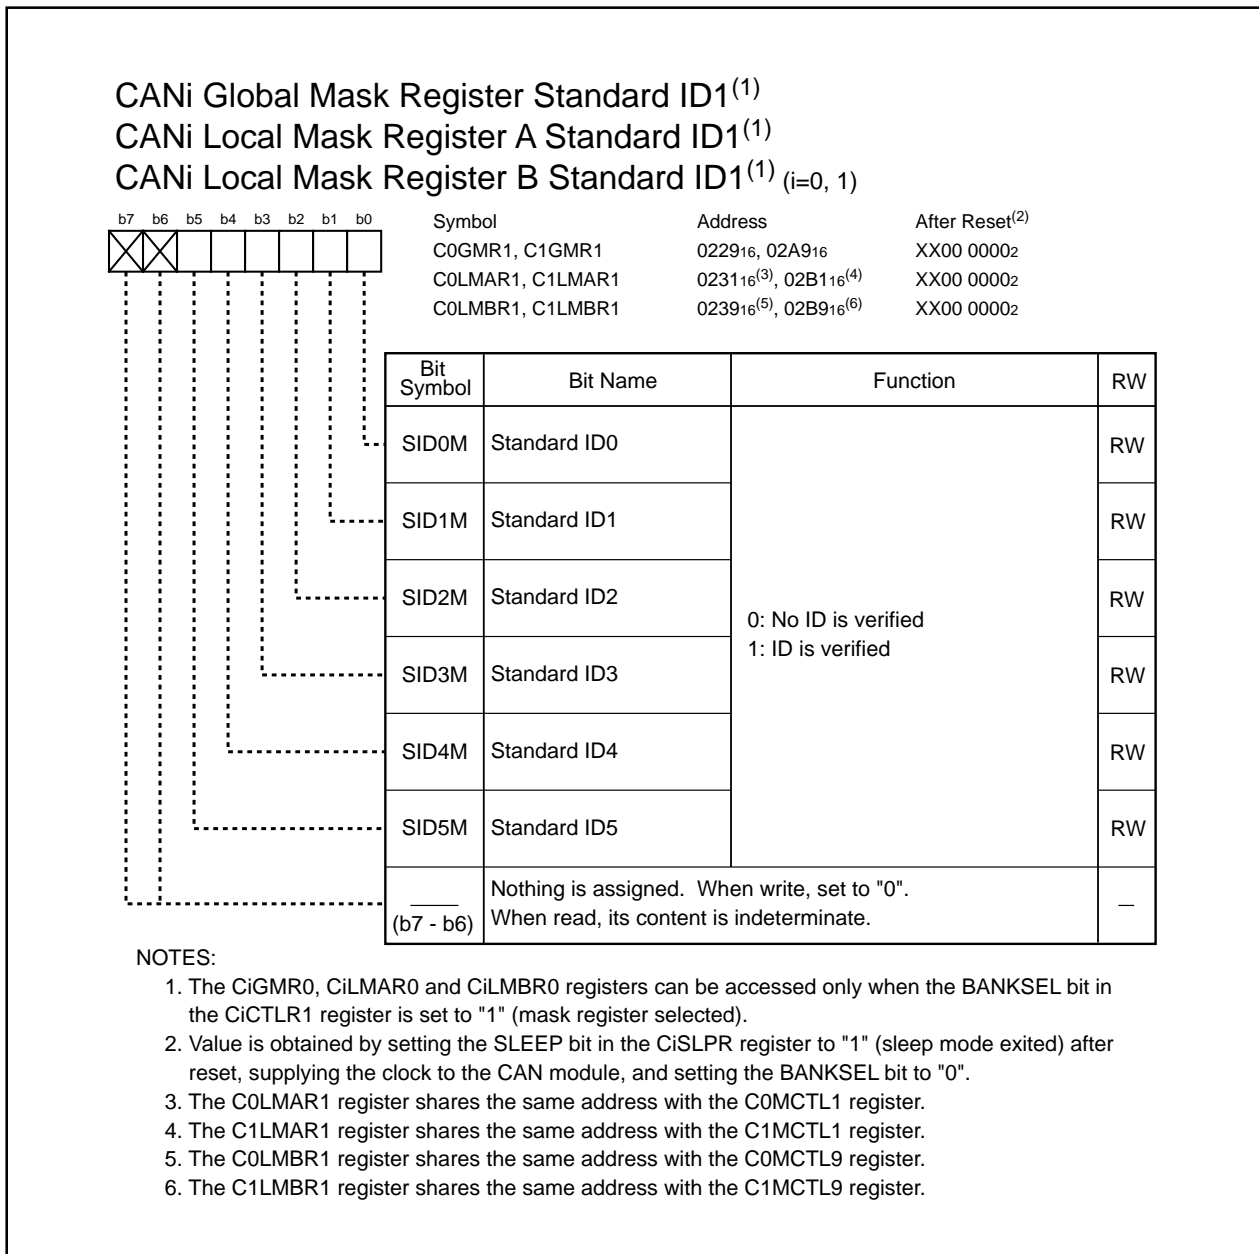 CANi Global Mask Register Standard ID1(1)
CANi Local Mask Register A Standard ID1(1)
CANi Local Mask Register B Standard ID1(1) (i=0, 1)
b7 b6 b5 b4 b3 b2 b1 b0
Symbol Address After Reset(2)
C0GMR1, C1GMR1 022916, 02A916 XX00 00002
C0LMAR1, C1LMAR1 023116(3), 02B116(4) XX00 00002
C0LMBR1, C1LMBR1 023916(5), 02B916(6) XX00 00002
Bit Symbol Bit Name Function RW
SID0M Standard ID0 RW
SID1M Standard ID1 RW
SID2M Standard ID2 RW
0: No ID is verified
1: ID is verified
SID3M Standard ID3 RW
SID4M Standard ID4 RW
SID5M Standard ID5 RW
(b7 - b6) Nothing is assigned. When write, set to "0".
When read, its content is indeterminate. —
NOTES:
1. The CiGMR0, CiLMAR0 and CiLMBR0 registers can be accessed only when the BANKSEL bit in
the CiCTLR1 register is set to "1" (mask register selected).
2. Value is obtained by setting the SLEEP bit in the CiSLPR register to "1" (sleep mode exited) after
reset, supplying the clock to the CAN module, and setting the BANKSEL bit to "0".
3. The C0LMAR1 register shares the same address with the C0MCTL1 register.
4. The C1LMAR1 register shares the same address with the C1MCTL1 register.
5. The C0LMBR1 register shares the same address with the C0MCTL9 register.
6. The C1LMBR1 register shares the same address with the C1MCTL9 register.